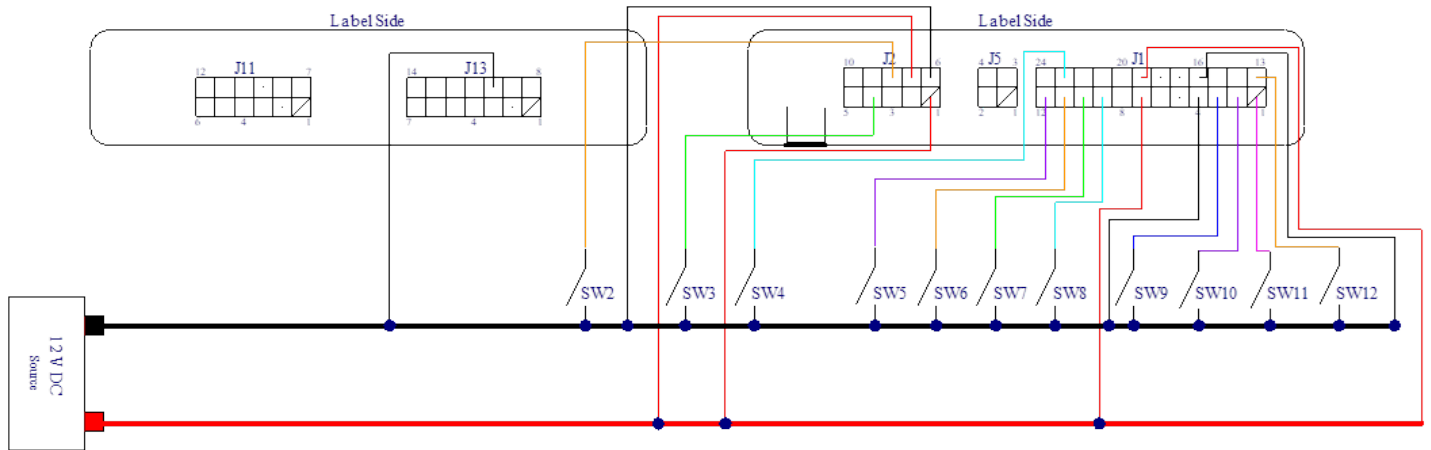 Label Side
Label Side
12 J11 7
6 4 1
14 J13 8
7 4 1
10 J2 6
5 3 1
4 J5 3
2 1
24 20 J1 16 13
12 8 4 1
SW2
SW3
SW4
SW5
SW6
SW7
SW8
SW9
SW10
SW11
SW12
12 V DC
Source